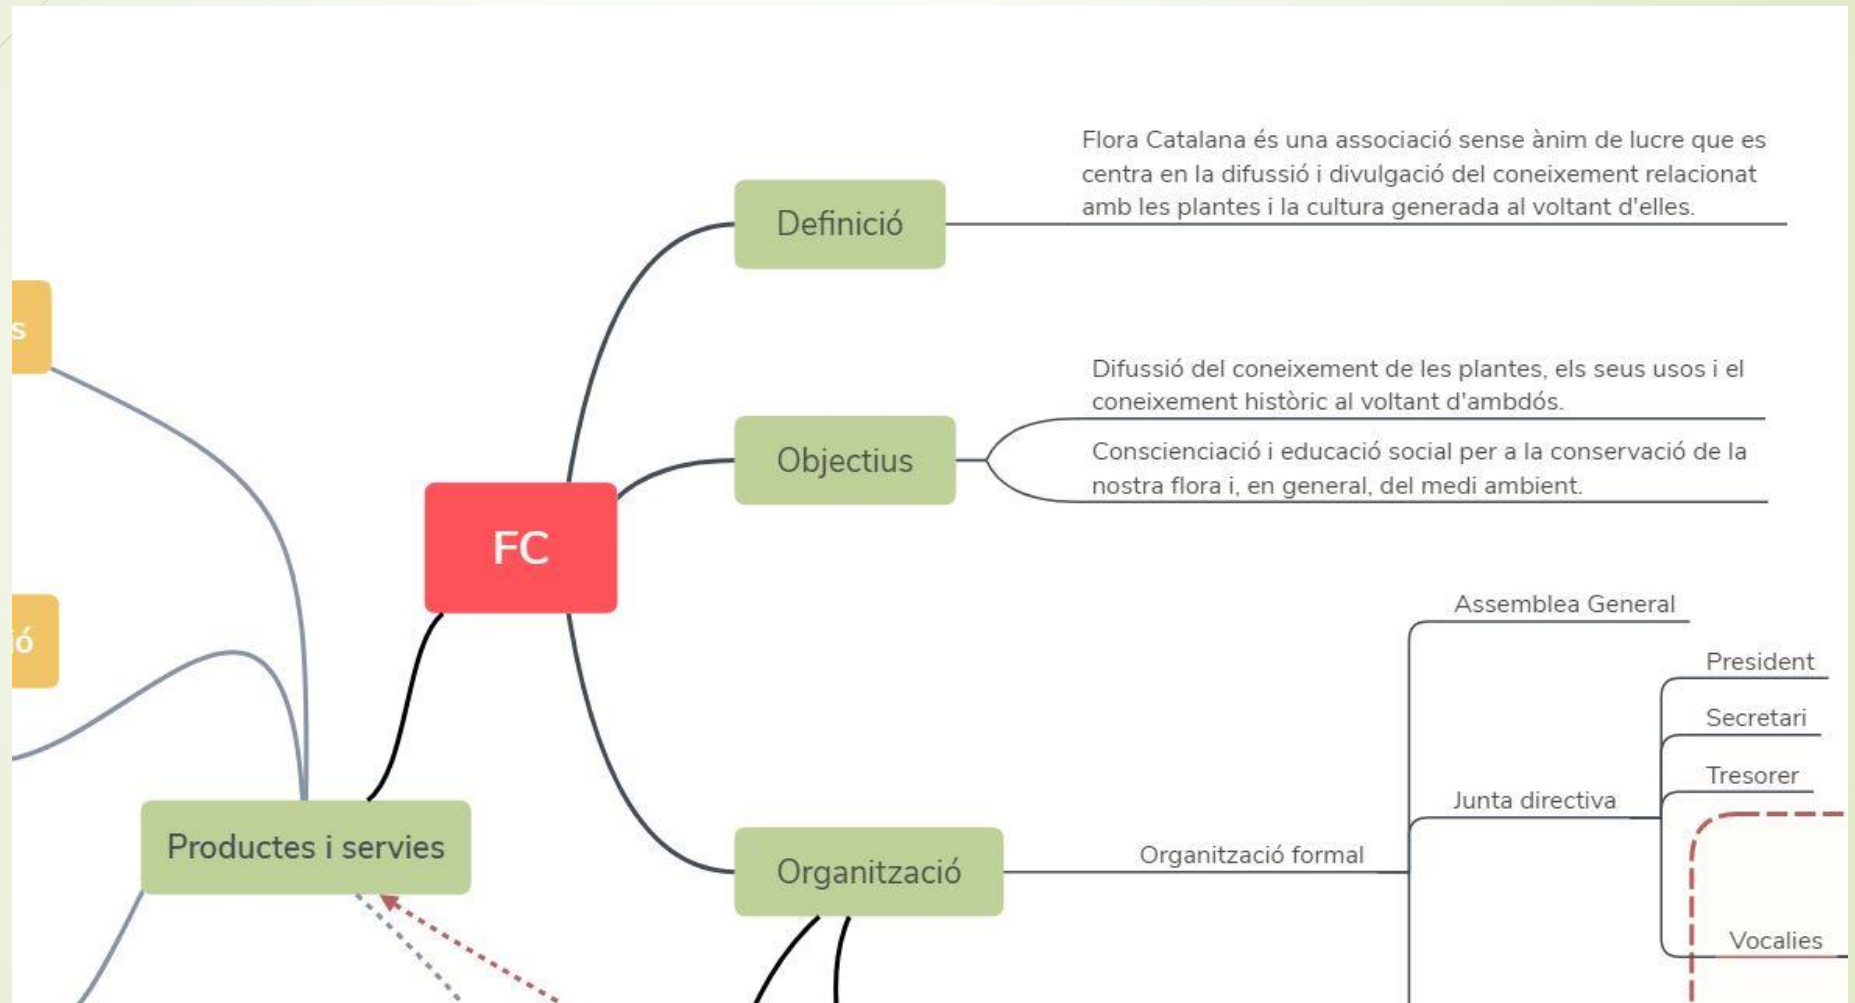 Flora Catalana és una associació sense ànim de lucre que es
centra en la difussió i divulgació del coneixement relacionat
amb les plantes i la cultura generada al voltant d'elles.
Definició
Difussió del coneixement de les plantes, els seus usos i el
coneixement històric al voltant d'ambdós.
Objectius
Conscienciació i educació social per a la conservació de la
nostra flora i, en general, del medi ambient.
FC
Assemblea General
President
Secretari
Tresorer
Junta directiva
Productes i servies
Organització formal
Organització
Vocalies